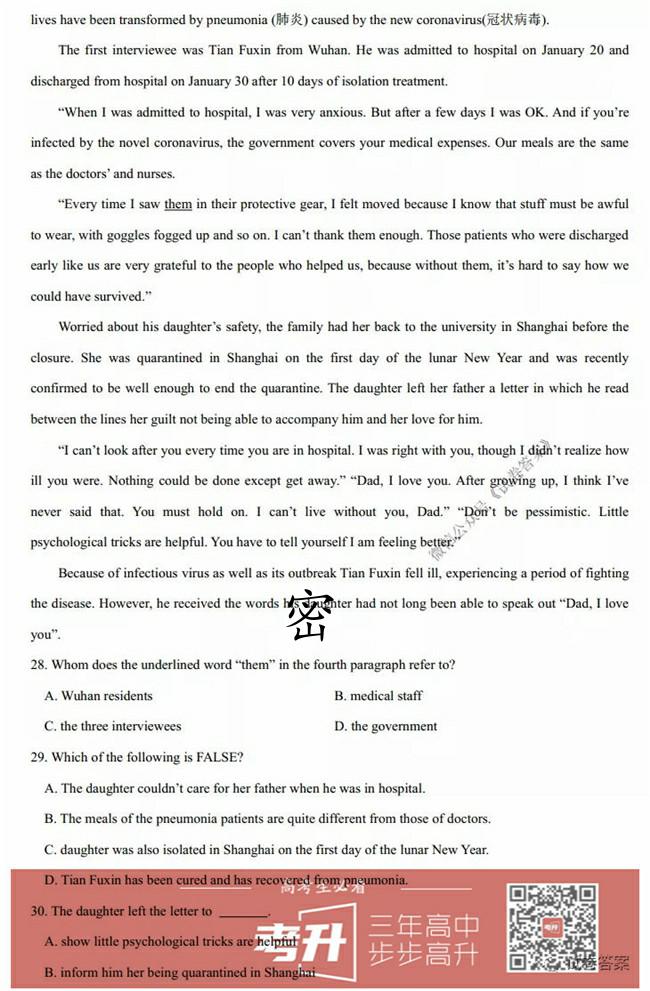 lives have been transformed by pneumonia (肺炎) caused by the new coronavirus(冠状病毒).
The first interviewee was Tian Fuxin from Wuhan. He was admitted to hospital on January 20 and
discharged from hospital on January 30 after 10 days of isolation treatment.
“When I was admitted to hospital, I was very anxious. But after a few days I was OK. And if you’re
infected by the novel coronavirus, the government covers your medical expenses. Our meals are the same
as the doctors’ and nurses.
“Every time I saw them in their protective gear, I felt moved because I know that stuff must be awful
to wear, with goggles fogged up and so on. I can’t thank them enough. Those patients who were discharged
early like us are very grateful to the people who helped us, because without them, it’s hard to say how we
could have survived.”
Worried about his daughter’s safety, the family had her back to the university in Shanghai before the
closure. She was quarantined in Shanghai on the first day of the lunar New Year and was recently
confirmed to be well enough to end the quarantine. The daughter left her father a letter in which he read
between the lines her guilt not being able to accompany him and her love for him.
“I can’t look after you every time you are in hospital. I was right with you, though I didn’t realize how
ill you were. Nothing could be done except get away.” “Dad, I love you. After growing up, I think I’ve
never said that. You must hold on. I can’t live without you, Dad.” “Don’t be pessimistic. Little
psychological tricks are helpful. You have to tell yourself I am feeling better.”
微信公众号《试卷答案》
Because of infectious virus as well as its outbreak Tian Fuxin fell ill, experiencing a period of fighting
the disease. However, he received the words his daughter had not long been able to speak out “Dad, I love
you”.
密
28. Whom does the underlined word “them” in the fourth paragraph refer to?
A. Wuhan residents B. medical staff
C. the three interviewees D. the government
29. Which of the following is FALSE?
A. The daughter couldn’t care for her father when he was in hospital.
B. The meals of the pneumonia patients are quite different from those of doctors.
C. daughter was also isolated in Shanghai on the first day of the lunar New Year.
D. Tian Fuxin has been cured and has recovered from pneumonia.
高考生必看
30. The daughter left the letter to ______.
A. show little psychological tricks are helpful
B. inform him her being quarantined in Shanghai
考升
三年高中
步步高升
考升
试卷答案